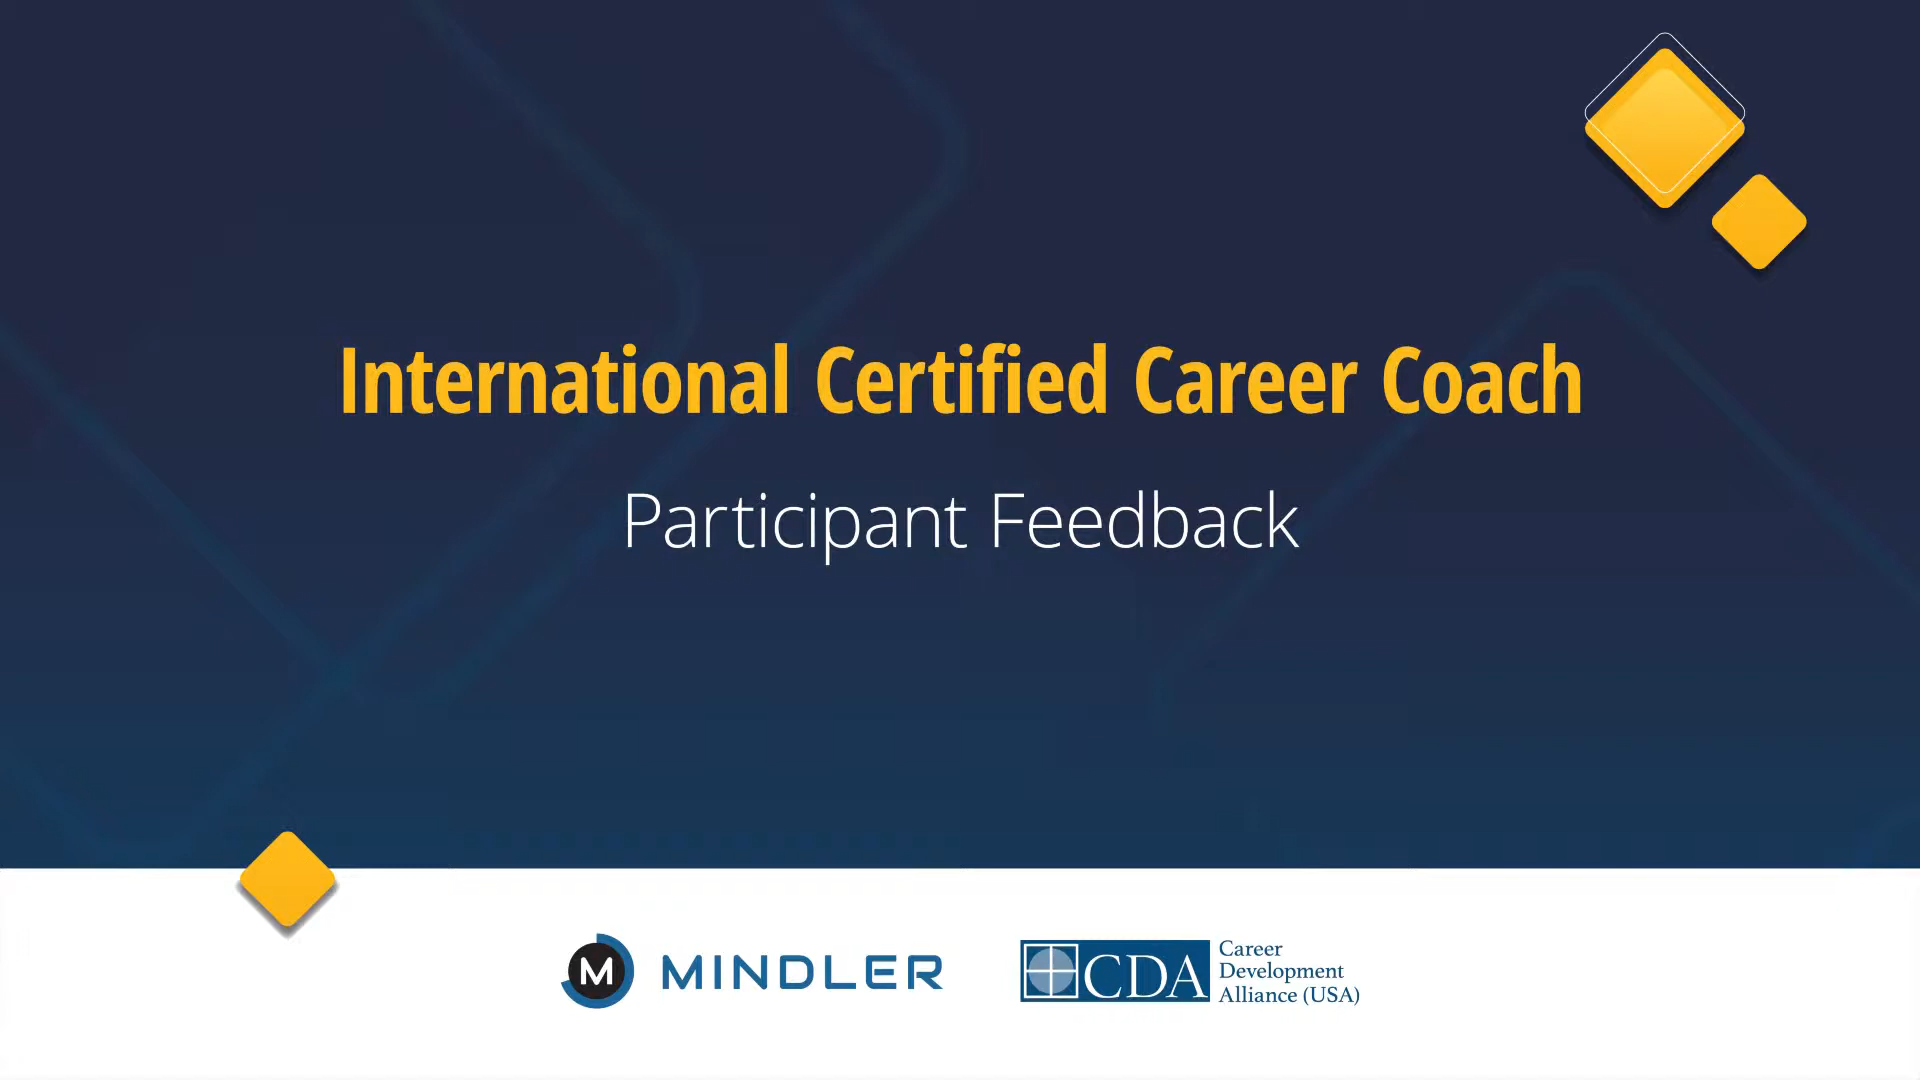 International Certified Career Coach
Participant Feedback
M MINDLER
CDA
Career
Development
Alliance (USA)